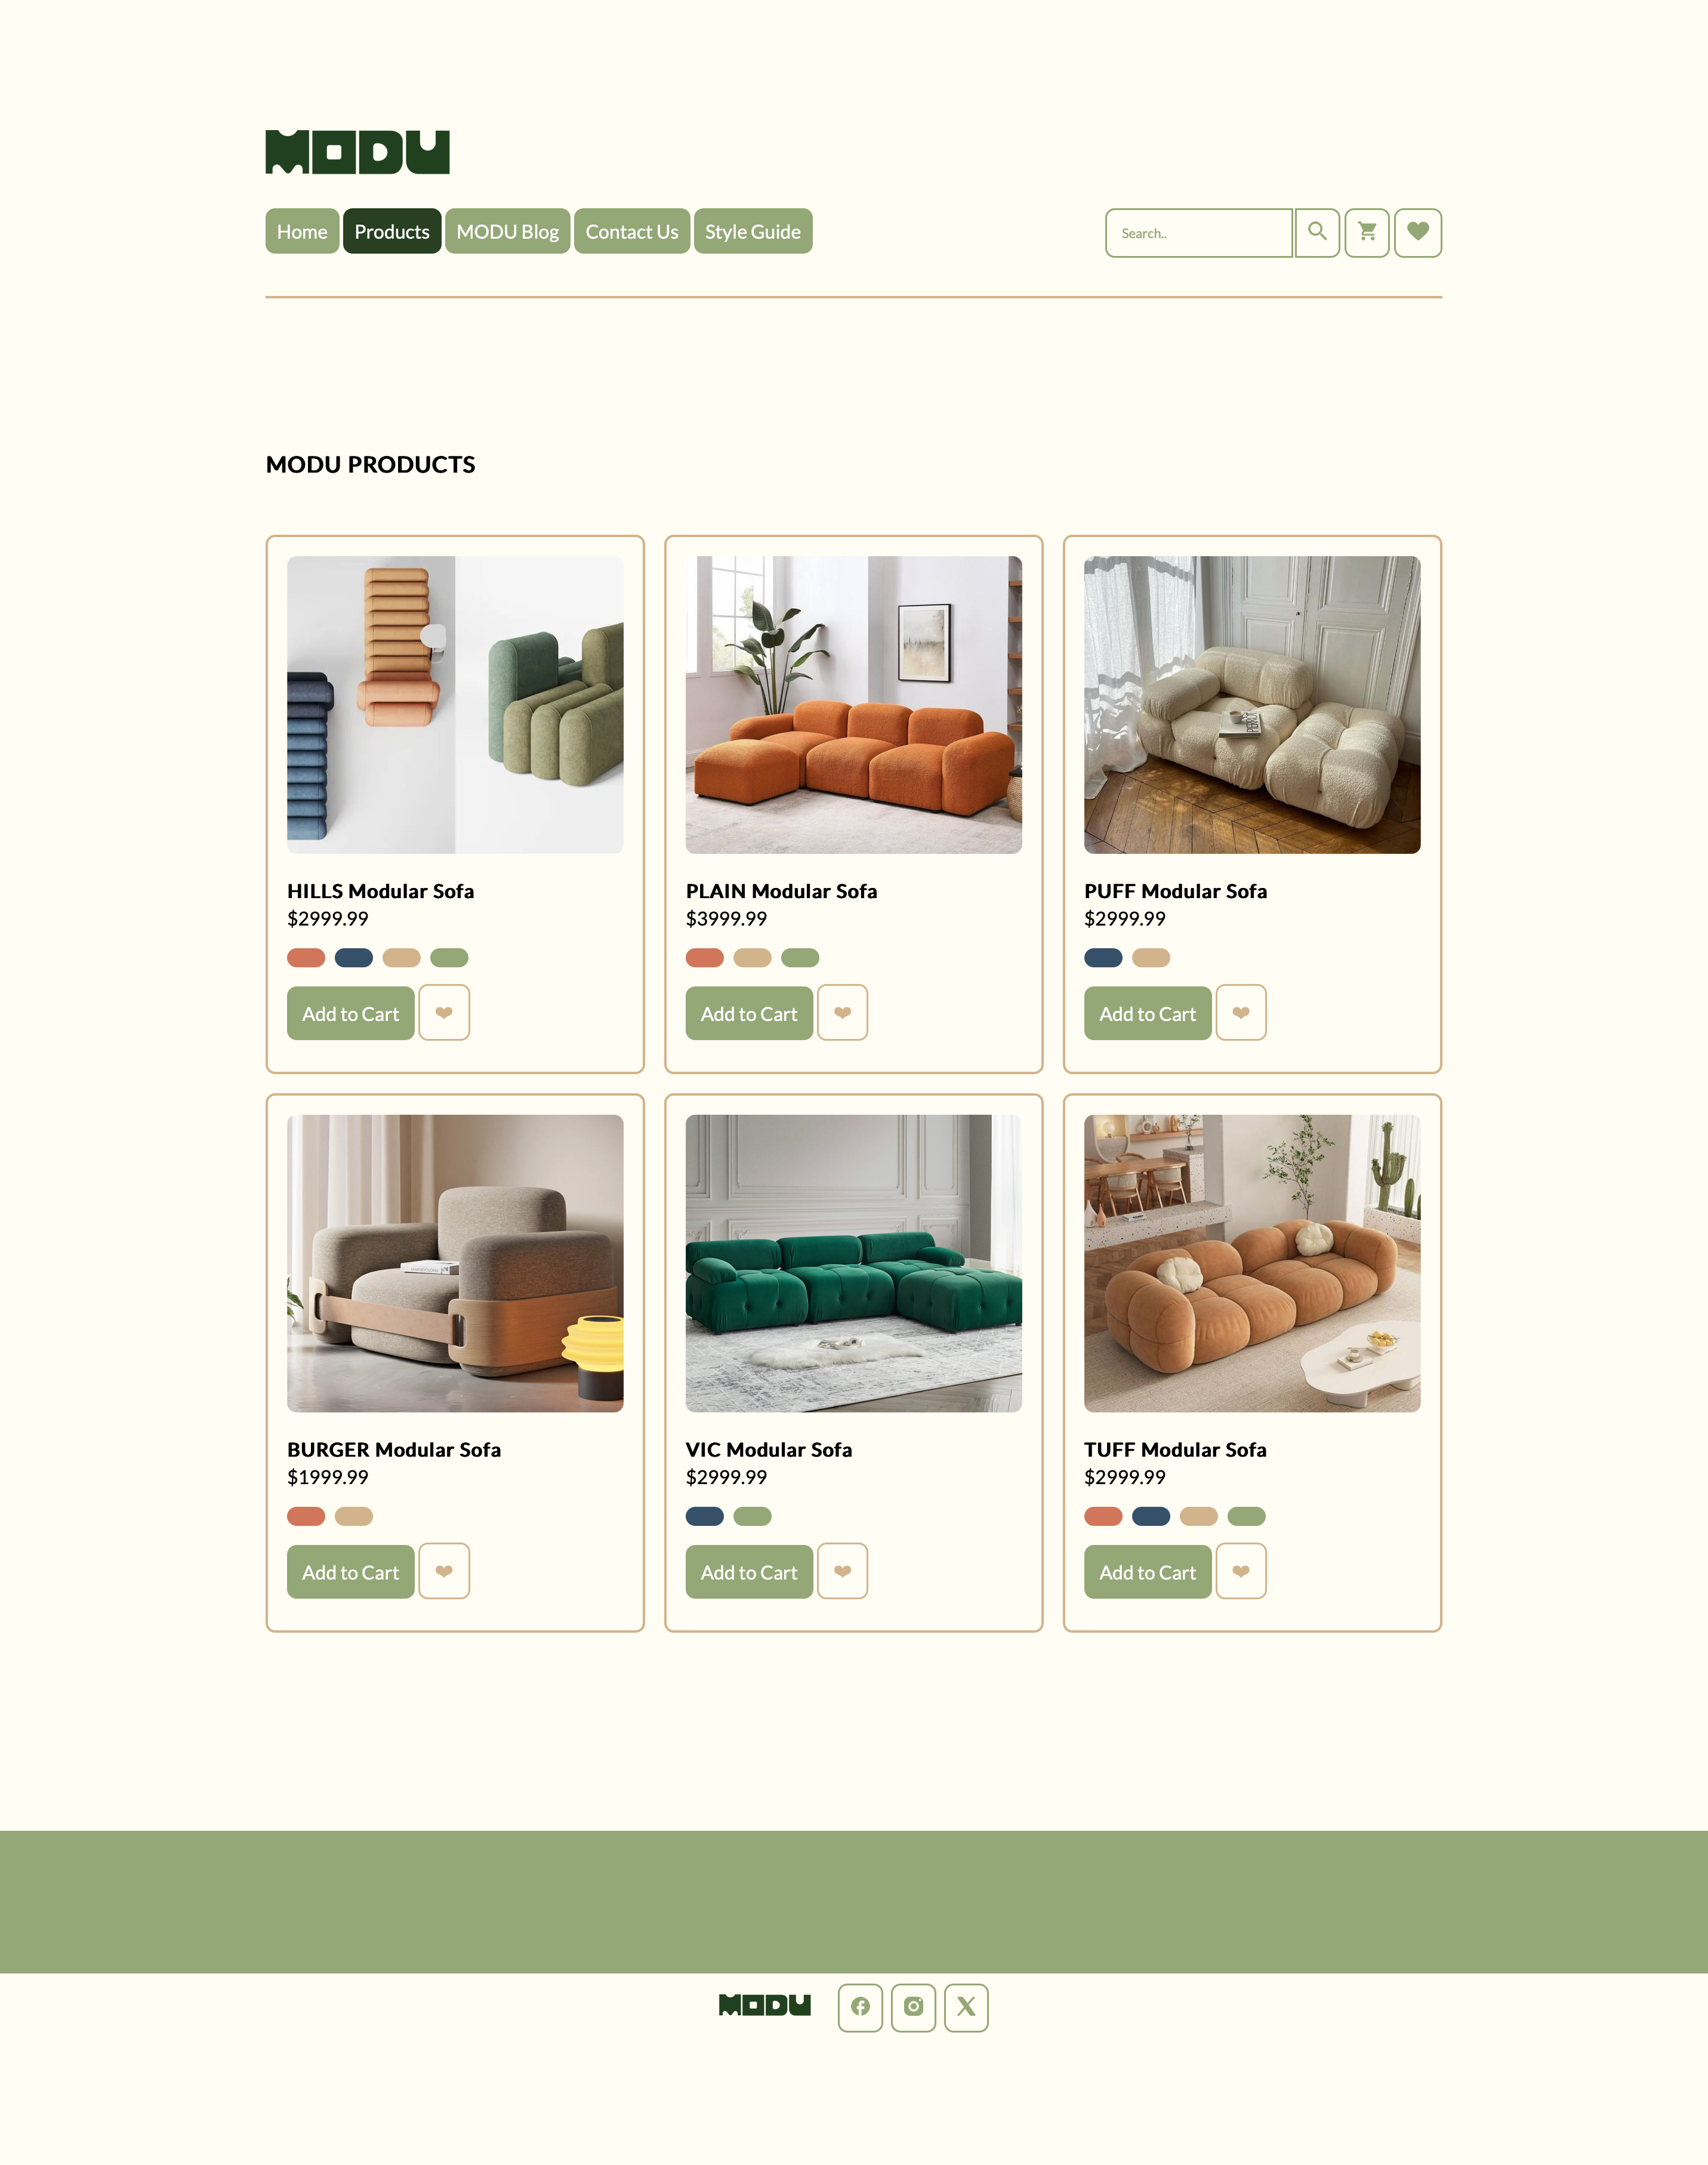 MODU
Home Products MODU Blog Contact Us Style Guide Search..
MODU PRODUCTS
HILLS Modular Sofa
$2999.99
Add to Cart
PLAIN Modular Sofa
$3999.99
Add to Cart
PUFF Modular Sofa
$2999.99
Add to Cart
BURGER Modular Sofa
$1999.99
Add to Cart
VIC Modular Sofa
$2999.99
Add to Cart
TUFF Modular Sofa
$2999.99
Add to Cart
MODU